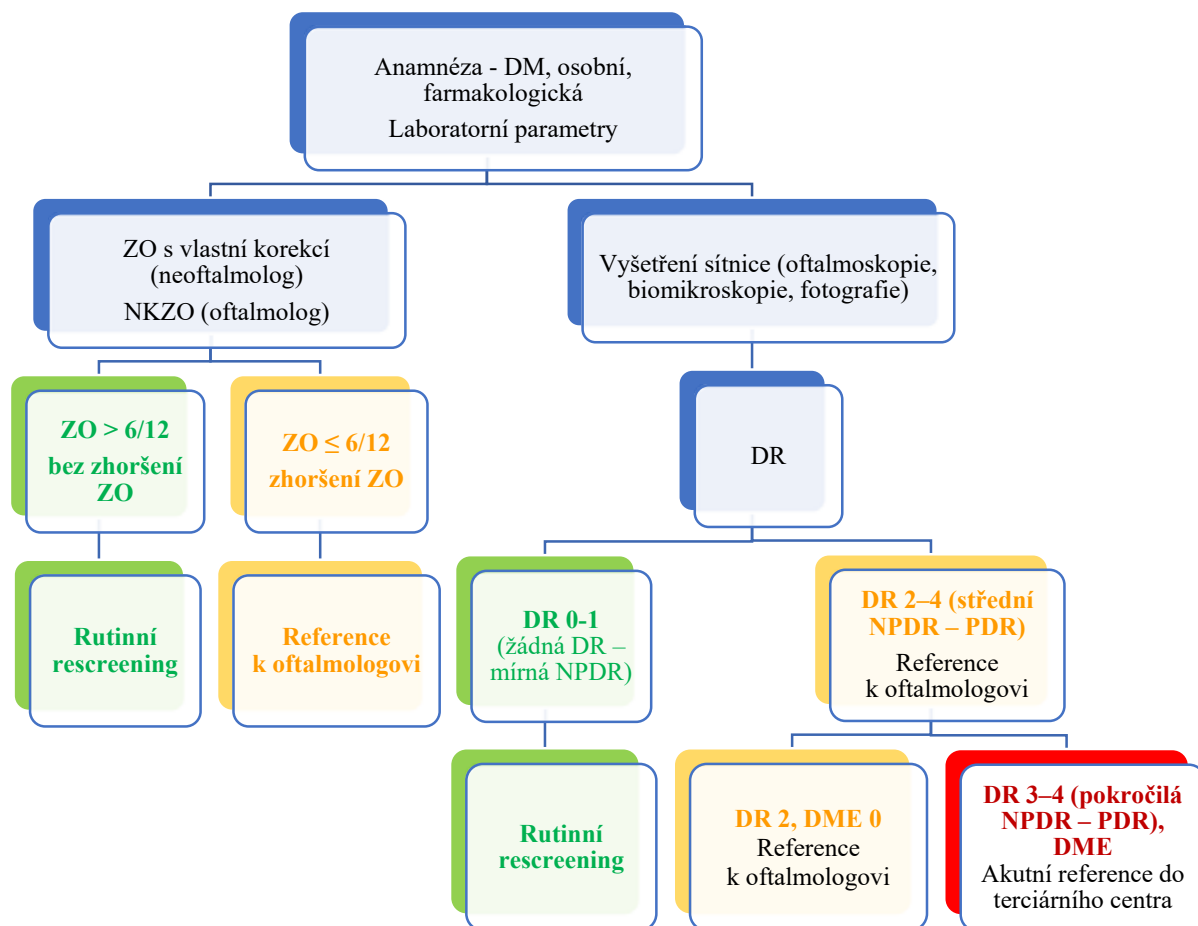 Anamnéza - DM, osobní,
farmakologická
Laboratorní parametry
ZO s vlastní korekcí
(neoftalmolog)
NKZO (oftalmolog)
Vyšetření sítnice (oftalmoskopie,
biomikroskopie, fotografie)
ZO > 6/12
bez zhoršení
ZO
ZO ≤ 6/12
zhoršení ZO
DR
Rutinní
rescreening
Reference
k oftalmologovi
DR 0-1
(žádná DR –
mírná NPDR)
DR 2–4 (střední
NPDR – PDR)
Reference
k oftalmologovi
Rutinní
rescreening
DR 2, DME 0
Reference
k oftalmologovi
DR 3–4 (pokročilá
NPDR – PDR),
DME
Akutní reference do
terciárního centra